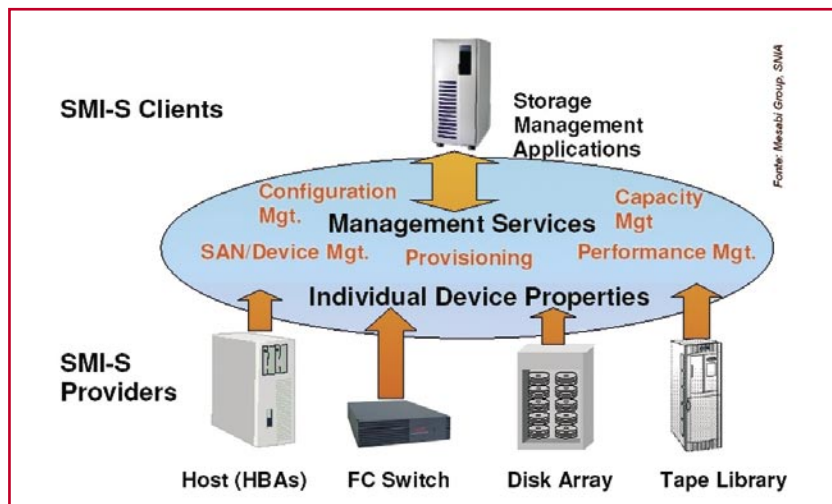 SMI-S Clients
Storage
Management
Applications
Fonte: Mesabi Group, SNIA
Configuration
Mgt.
Capacity
Mgt
Management Services
SAN/Device Mgt.
Provisioning
Performance Mgt.
Individual Device Properties
SMI-S
Providers
Host (HBAs)
FC Switch
Disk Array
Tape Library